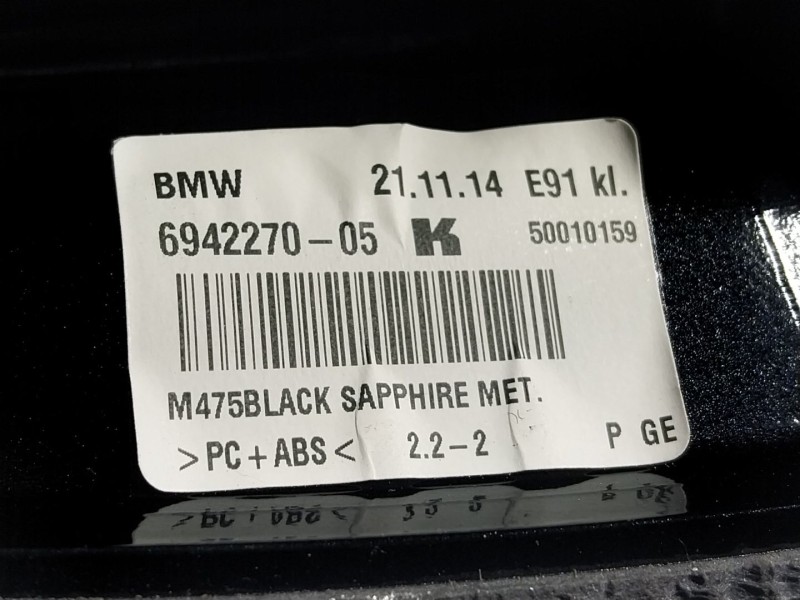 BMW 21.11.14 E91 kl.
6942270-05 K 50010159
M475BLACK SAPPHIRE MET.
>PC+ABS< 2.2-2 P GE